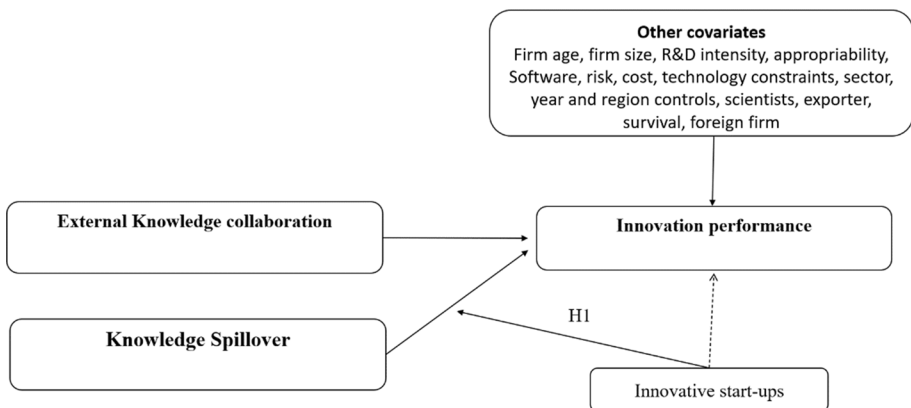 Other covariates
Firm age, firm size, R&D intensity, appropriability,
Software, risk, cost, technology constraints, sector,
year and region controls, scientists, exporter,
survival, foreign firm
External Knowledge collaboration
Innovation performance
Knowledge Spillover
H1
Innovative start-ups